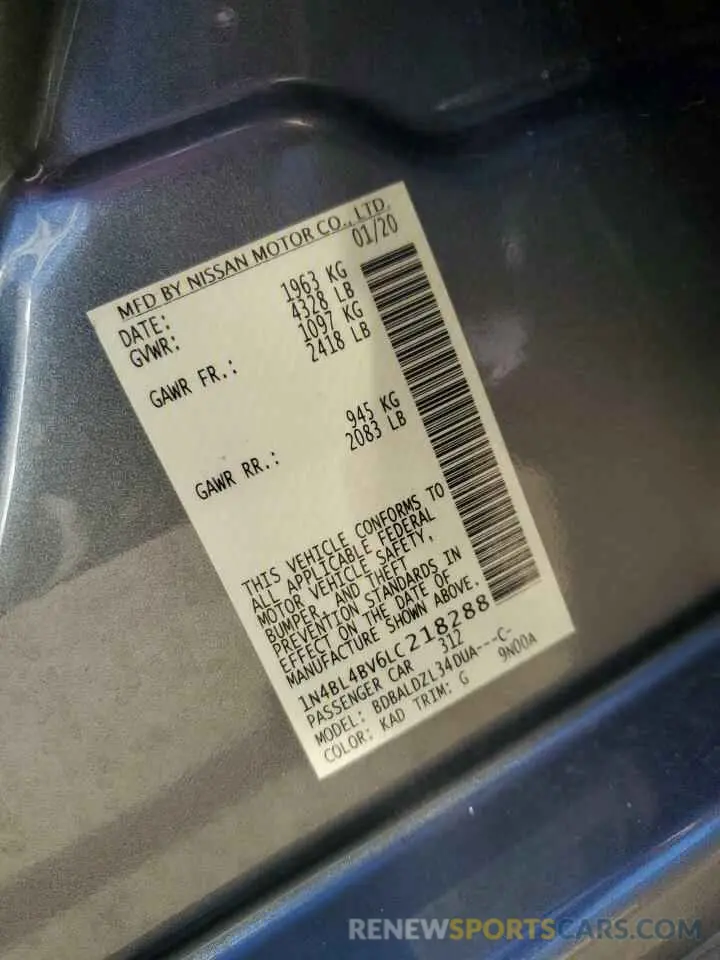 MFD BY NISSAN MOTOR CO., LTD.
DATE: 01/20
GVWR: 1963 KG
4328 LB
GAWR FR.: 1097 KG
2418 LB
GAWR RR.: 945 KG
2083 LB
THIS VEHICLE CONFORMS TO
ALL APPLICABLE FEDERAL
MOTOR VEHICLE SAFETY,
BUMPER, AND THEFT
PREVENTION STANDARDS IN
EFFECT ON THE DATE OF
MANUFACTURE SHOWN ABOVE.
1N4BL4BV6LC218288
PASSENGER CAR 312
MODEL: BDBALDZL34DUA---C-
COLOR: KAD TRIM: G 9N00A
RENEWSPORTSCARS.COM